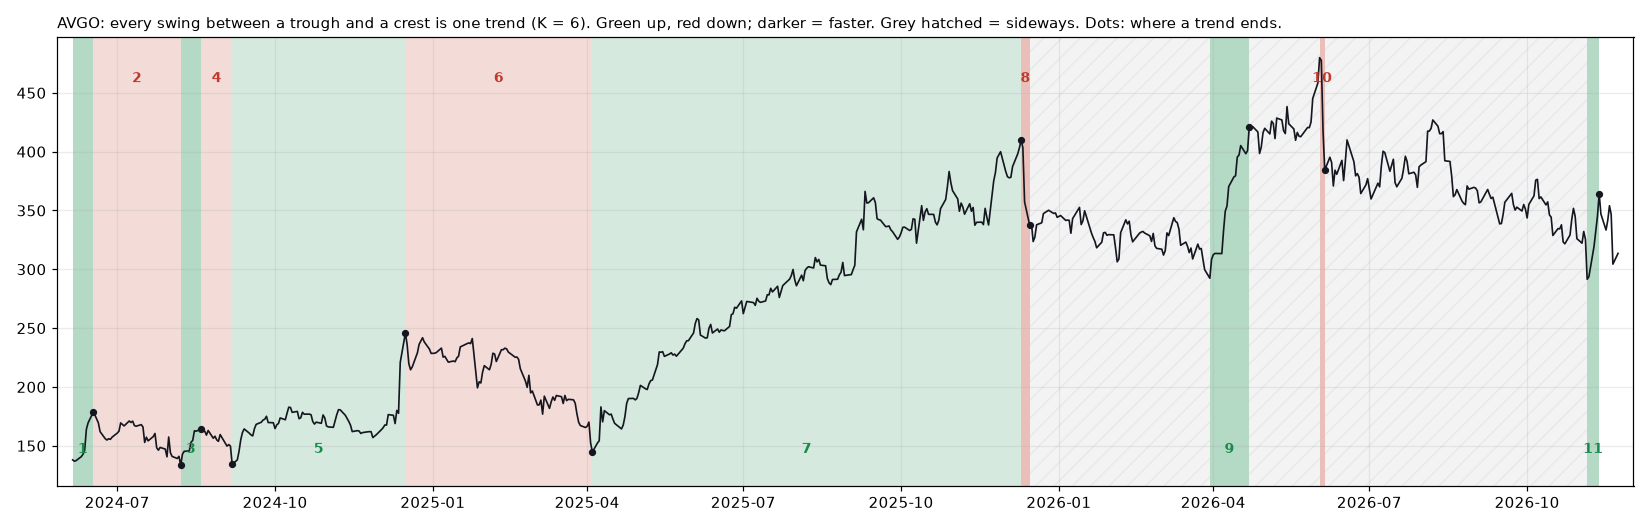 AVGO: every swing between a trough and a crest is one trend (K = 6). Green up, red down; darker = faster. Grey hatched = sideways. Dots: where a trend ends.
2 4 6 8 10
1 3 5 7 9 11
450
400
350
300
250
200
150
2024-07 2024-10 2025-01 2025-04 2025-07 2025-10 2026-01 2026-04 2026-07 2026-10